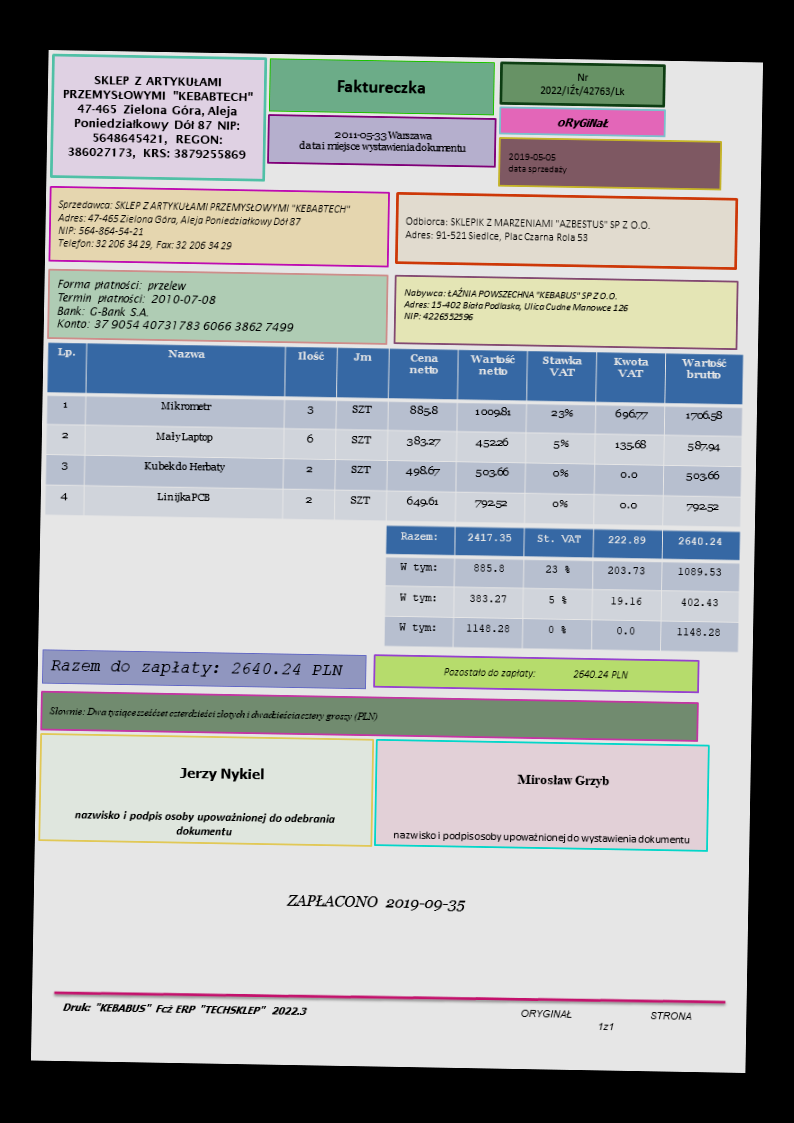 SKLEP Z ARTYKUŁAMI
PRZEMYSŁOWYMI "KEBABTECH"
47-465 Zielona Góra, Aleja
Poniedziałkowy Dół 87 NIP:
5648645421, REGON:
386027173, KRS: 3879255869
Faktureczka
2011-05-33 Warszawa
data i miejsce wystawienia dokumentu
Nr
2022/IŻt/42763/Lk
oRyGiNaŁ
2019-05-05
data sprzedaży
Sprzedawca: SKLEP Z ARTYKUŁAMI PRZEMYSŁOWYMI "KEBABTECH"
Adres: 47-465 Zielona Góra, Aleja Poniedziałkowy Dół 87
NIP: 564-864-54-21
Telefon: 32 206 34 29, Fax: 32 206 34 29
Odbiorca: SKLEPIK Z MARZENIAMI "AZBESTUS" SP Z O.O.
Adres: 91-521 Siedlce, Plac Czarna Rola 53
Forma płatności: przelew
Termin płatności: 2010-07-08
Bank: G-Bank S.A.
Konto: 37 9054 4073 1783 6066 3862 7499
Nabywca: ŁAŹNIA POWSZECHNA "KEBABUS" SP Z O.O.
Adres: 15-402 Biała Podlaska, Ulica Cudne Manowce 126
NIP: 4226552596
Lp. Nazwa Ilość Jm Cena netto Wartość netto Stawka VAT Kwota VAT Wartość brutto
1 Mikrometr 3 SZT 885.8 1009.81 23% 696.77 1706.58
2 Mały Laptop 6 SZT 383.27 452.26 5% 135.68 587.94
3 Kubek do Herbaty 2 SZT 498.67 503.66 0% 0.0 503.66
4 Linijka PCB 2 SZT 649.61 792.52 0% 0.0 792.52
Razem: 2417.35 St. VAT 222.89 2640.24
W tym: 885.8 23 % 203.73 1089.53
W tym: 383.27 5 % 19.16 402.43
W tym: 1148.28 0 % 0.0 1148.28
Razem do zapłaty: 2640.24 PLN
Pozostało do zapłaty: 2640.24 PLN
Słownie: Dwa tysiące sześćset czterdzieści złotych i dwadzieścia cztery groszy (PLN)
Jerzy Nykiel
nazwisko i podpis osoby upoważnionej do odebrania
dokumentu
Mirosław Grzyb
nazwisko i podpis osoby upoważnionej do wystawienia dokumentu
ZAPŁACONO 2019-09-35
Druk: "KEBABUS" Fcż ERP "TECHSKLEP" 2022.3
ORYGINAŁ STRONA
1z1